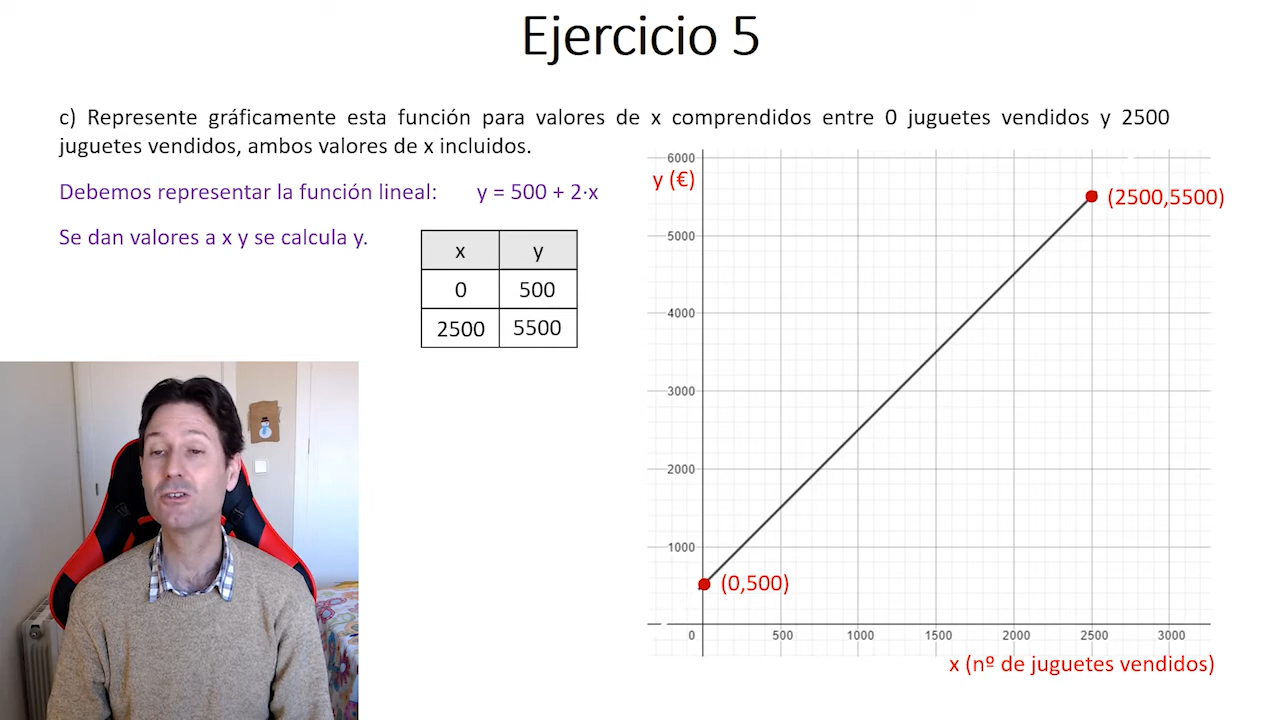 Ejercicio 5
c) Represente gráficamente esta función para valores de x comprendidos entre 0 juguetes vendidos y 2500
juguetes vendidos, ambos valores de x incluidos.
Debemos representar la función lineal: y = 500 + 2·x
Se dan valores a x y se calcula y.
x y
0 500
2500 5500
6000
y (€)
(2500,5500)
5000
4000
3000
2000
1000
(0,500)
0 500 1000 1500 2000 2500 3000
x (nº de juguetes vendidos)